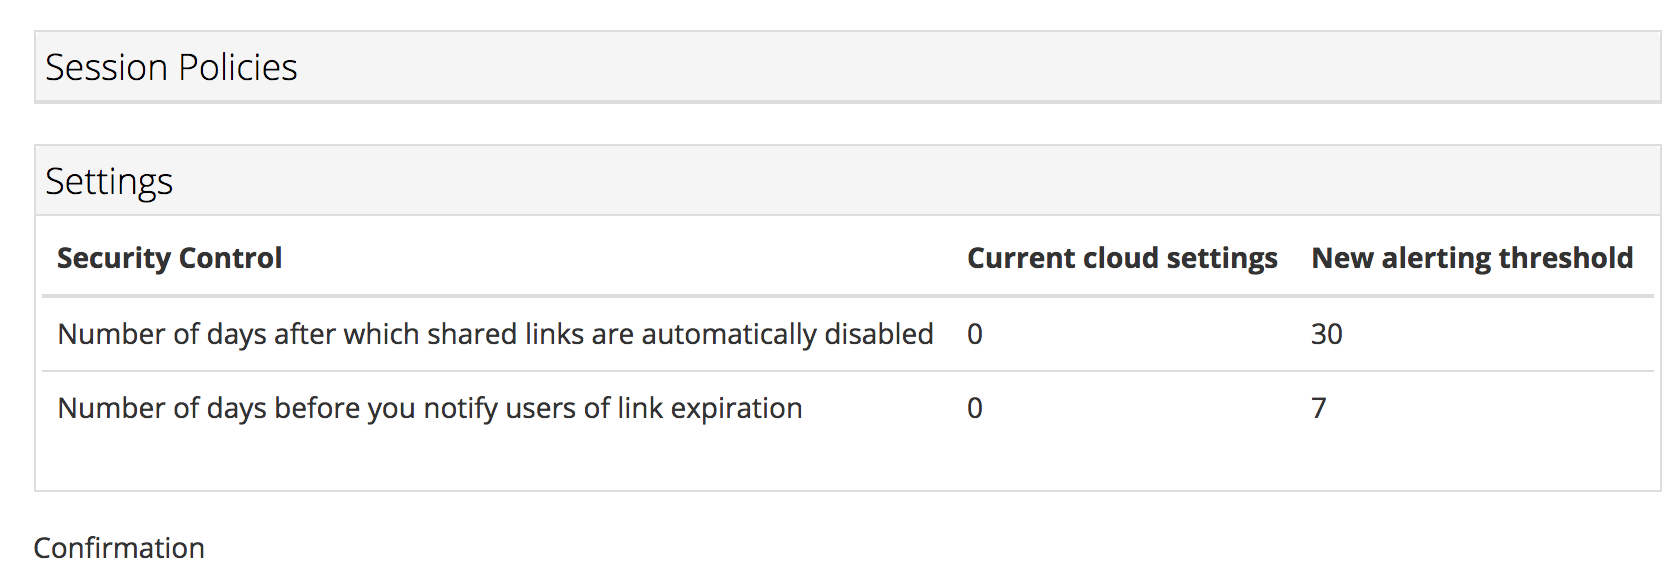 Session Policies
Settings
Security Control Current cloud settings New alerting threshold
Number of days after which shared links are automatically disabled 0 30
Number of days before you notify users of link expiration 0 7
Confirmation